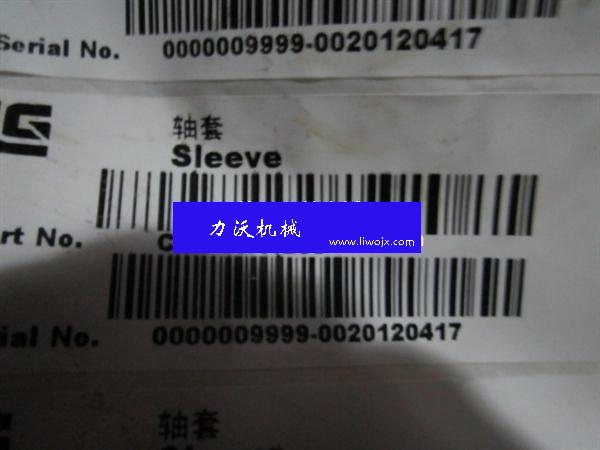 Serial No. 0000009999-0020120417
轴套
Sleeve
力沃机械
www.liwojx.com
rt No. C
ial No. 0000009999-0020120417
轴套